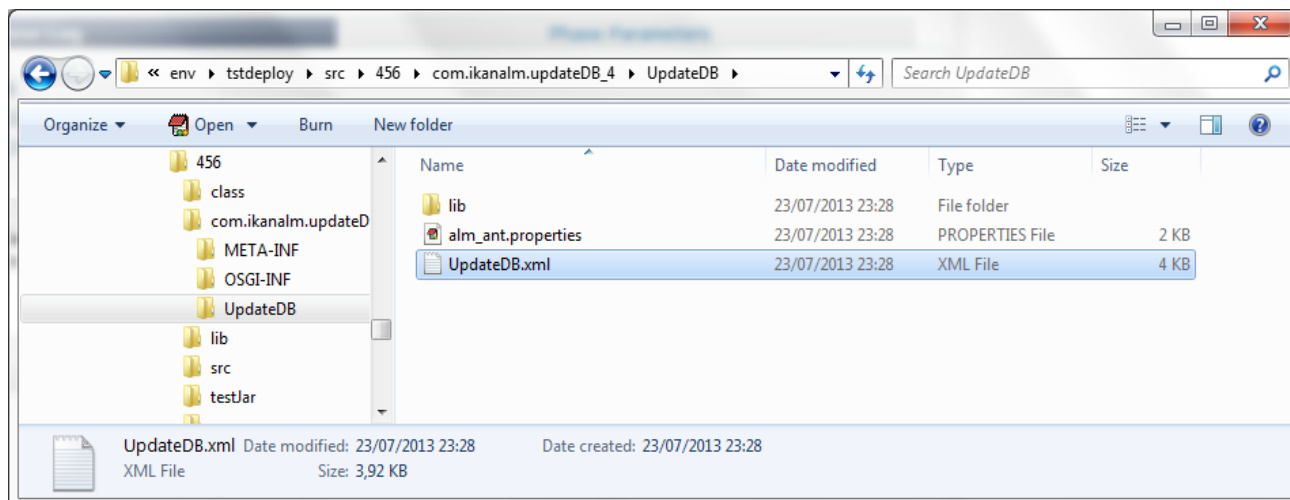 Phase Parameters
« env ▸ tstdeploy ▸ src ▸ 456 ▸ com.ikanalm.updateDB_4 ▸ UpdateDB ▸ Search UpdateDB
Organize Open Burn New folder
456
class
com.ikanalm.updateD
META-INF
OSGI-INF
UpdateDB
lib
src
testJar
Name Date modified Type Size
lib 23/07/2013 23:28 File folder
alm_ant.properties 23/07/2013 23:28 PROPERTIES File 2 KB
UpdateDB.xml 23/07/2013 23:28 XML File 4 KB
UpdateDB.xml Date modified: 23/07/2013 23:28 Date created: 23/07/2013 23:28
XML File Size: 3,92 KB